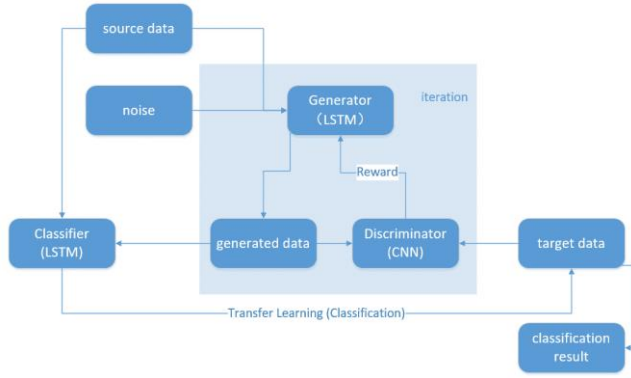 source data
noise
Generator
（LSTM）
iteration
Reward
Classifier
(LSTM)
generated data
Discriminator
(CNN)
target data
Transfer Learning (Classification)
classification
result